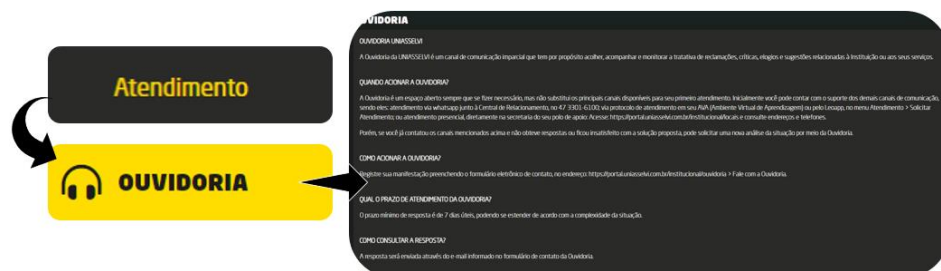 Atendimento
OUVIDORIA
OUVIDORIA
OUVIDORIA UNIASSELVI
A Ouvidoria da UNIASSELVI é um canal de comunicação imparcial que tem por propósito acolher, acompanhar e monitorar a tratativa de reclamações, críticas, elogios e sugestões relacionadas à Instituição ou aos seus serviços.
QUANDO ACIONAR A OUVIDORIA?
A Ouvidoria é um espaço aberto sempre que se fizer necessário, mas não substitui os principais canais disponíveis para seu primeiro atendimento. Inicialmente você pode contar com o suporte dos demais canais de comunicação,
sendo eles: atendimento via whatsapp junto à Central de Relacionamento, no 47 3301-6100; via protocolo de atendimento em seu AVA (Ambiente Virtual de Aprendizagem) ou pelo Leoapp, no menu Atendimento > Solicitar
Atendimento; ou atendimento presencial, diretamente na secretaria do seu polo de apoio. Acesse: https://portal.uniasselvi.com.br/institucional/locais e consulte endereços e telefones.
Porém, se você já contatou os canais mencionados acima e não obteve respostas ou ficou insatisfeito com a solução proposta, pode solicitar uma nova análise da situação por meio da Ouvidoria.
COMO ACIONAR A OUVIDORIA?
Registre sua manifestação preenchendo o formulário eletrônico de contato, no endereço: https://portal.uniasselvi.com.br/institucional/ouvidoria > Fale com a Ouvidoria.
QUAL O PRAZO DE ATENDIMENTO DA OUVIDORIA?
O prazo mínimo de resposta é de 7 dias úteis, podendo se estender de acordo com a complexidade da situação.
COMO CONSULTAR A RESPOSTA?
A resposta será enviada através do e-mail informado no formulário de contato da Ouvidoria.